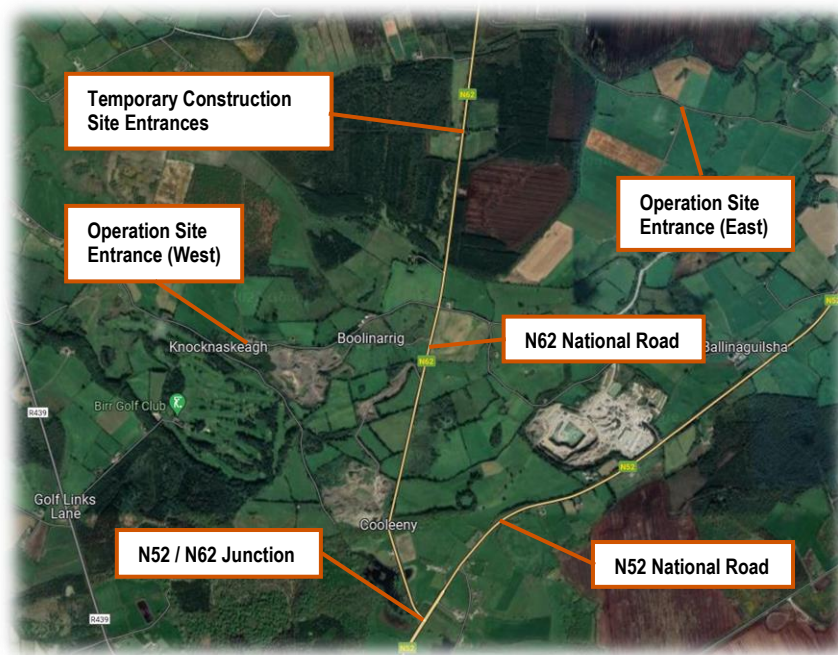 N62
Temporary Construction
Site Entrances
Operation Site
Entrance (East)
Operation Site
Entrance (West)
N52
Boolinarrig
N62 National Road
Knocknaskeagh
Ballinaguilsha
N62
Birr Golf Club
R439
N52
Golf Links
Lane
Cooleeny
N52 / N62 Junction
N52 National Road
R439
N52